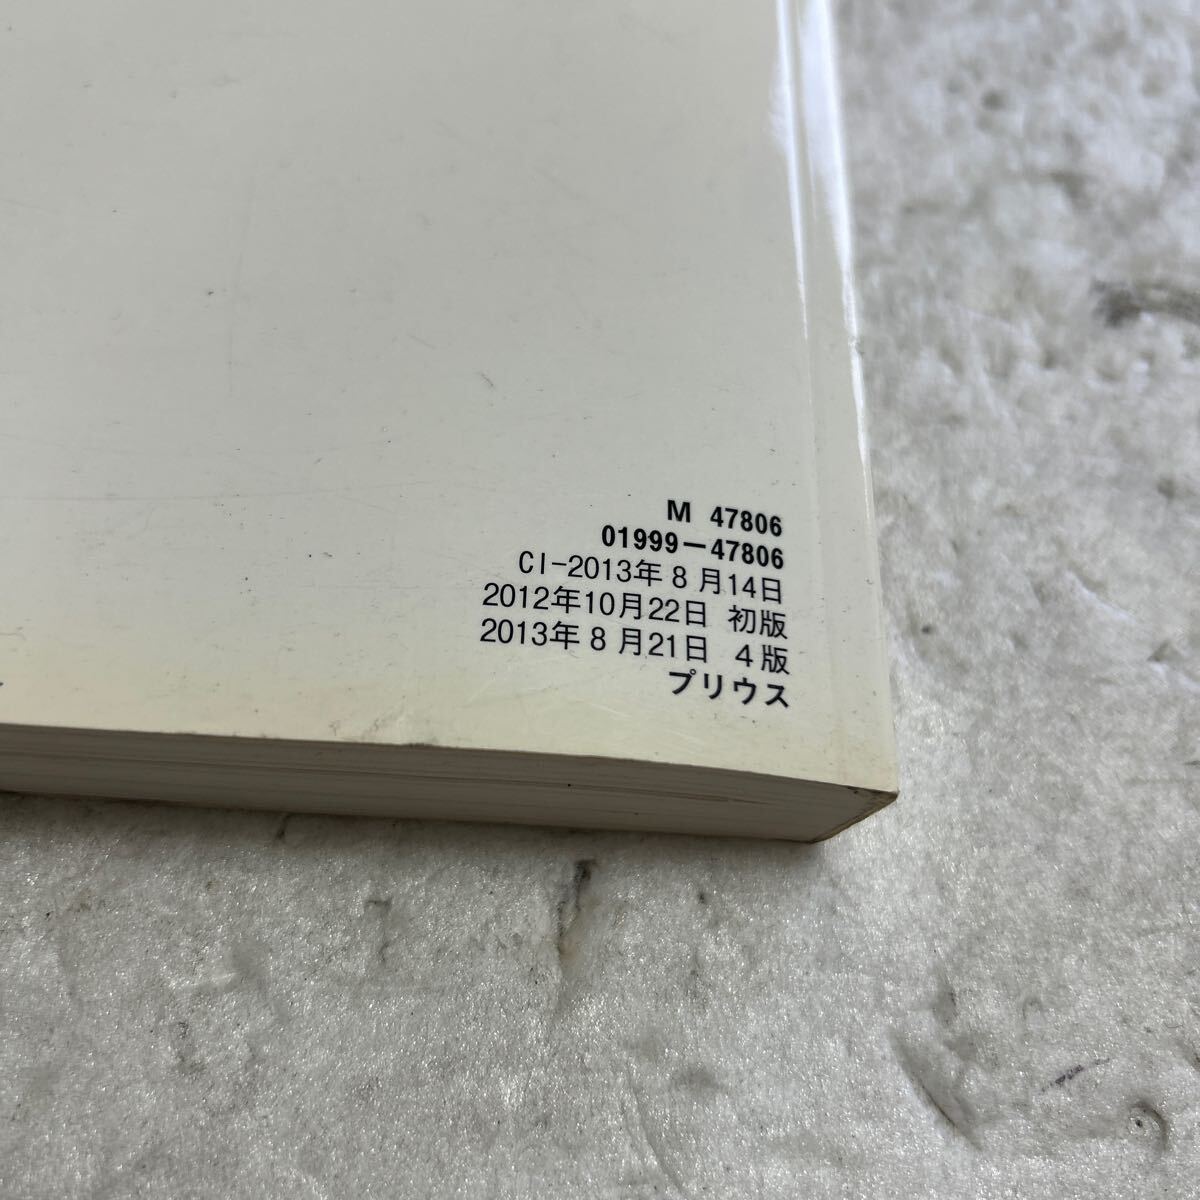 M 47806
01999-47806
CI-2013年8月14日
2012年10月22日 初版
2013年8月21日 4版
プリウス